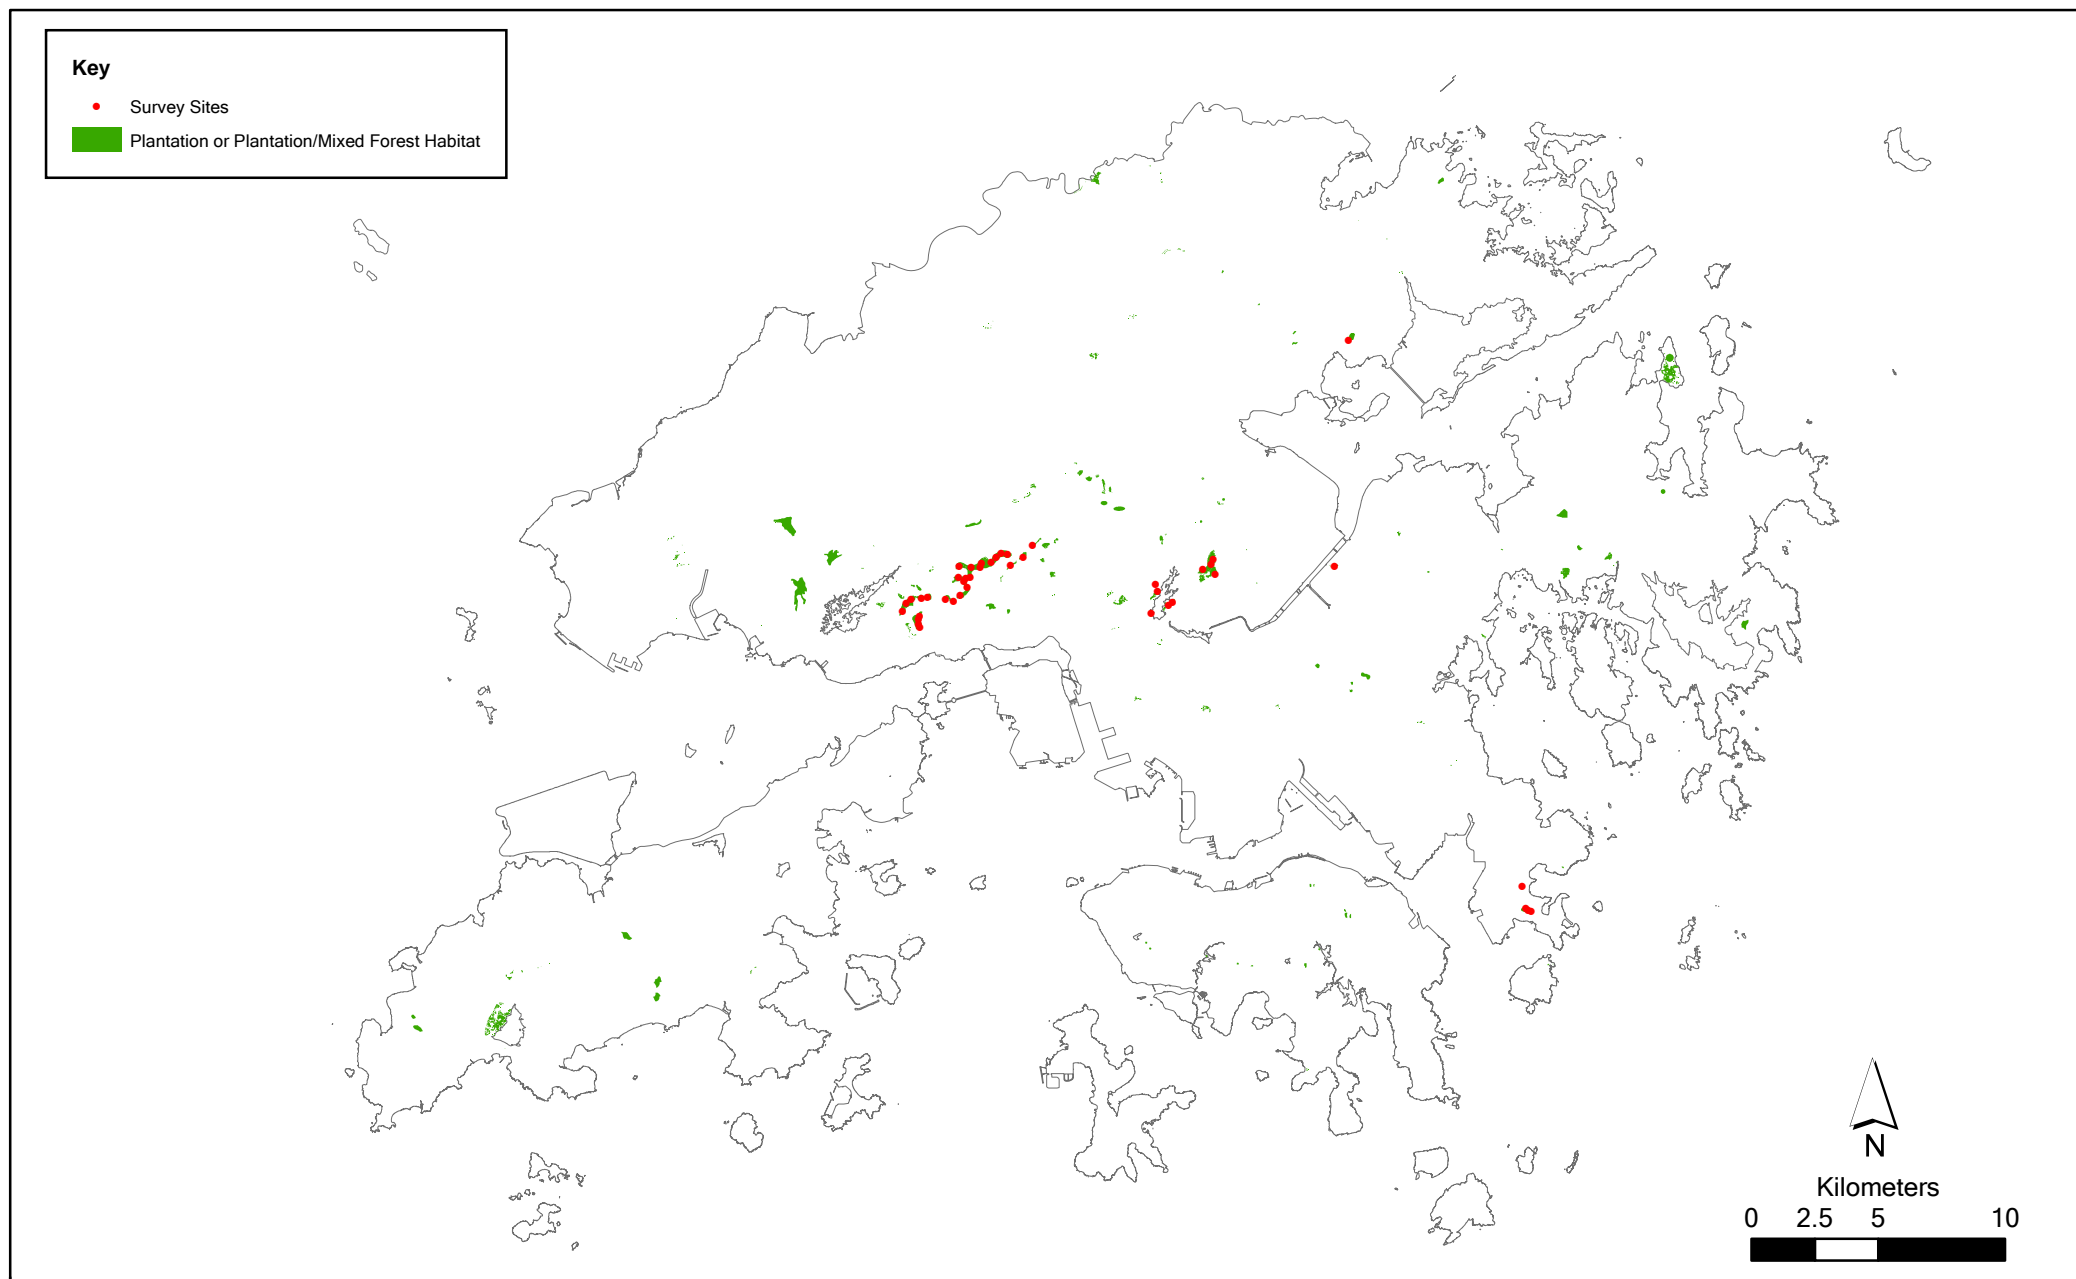 Key
Survey Sites
Plantation or Plantation/Mixed Forest Habitat
N
Kilometers
0 2.5 5 10